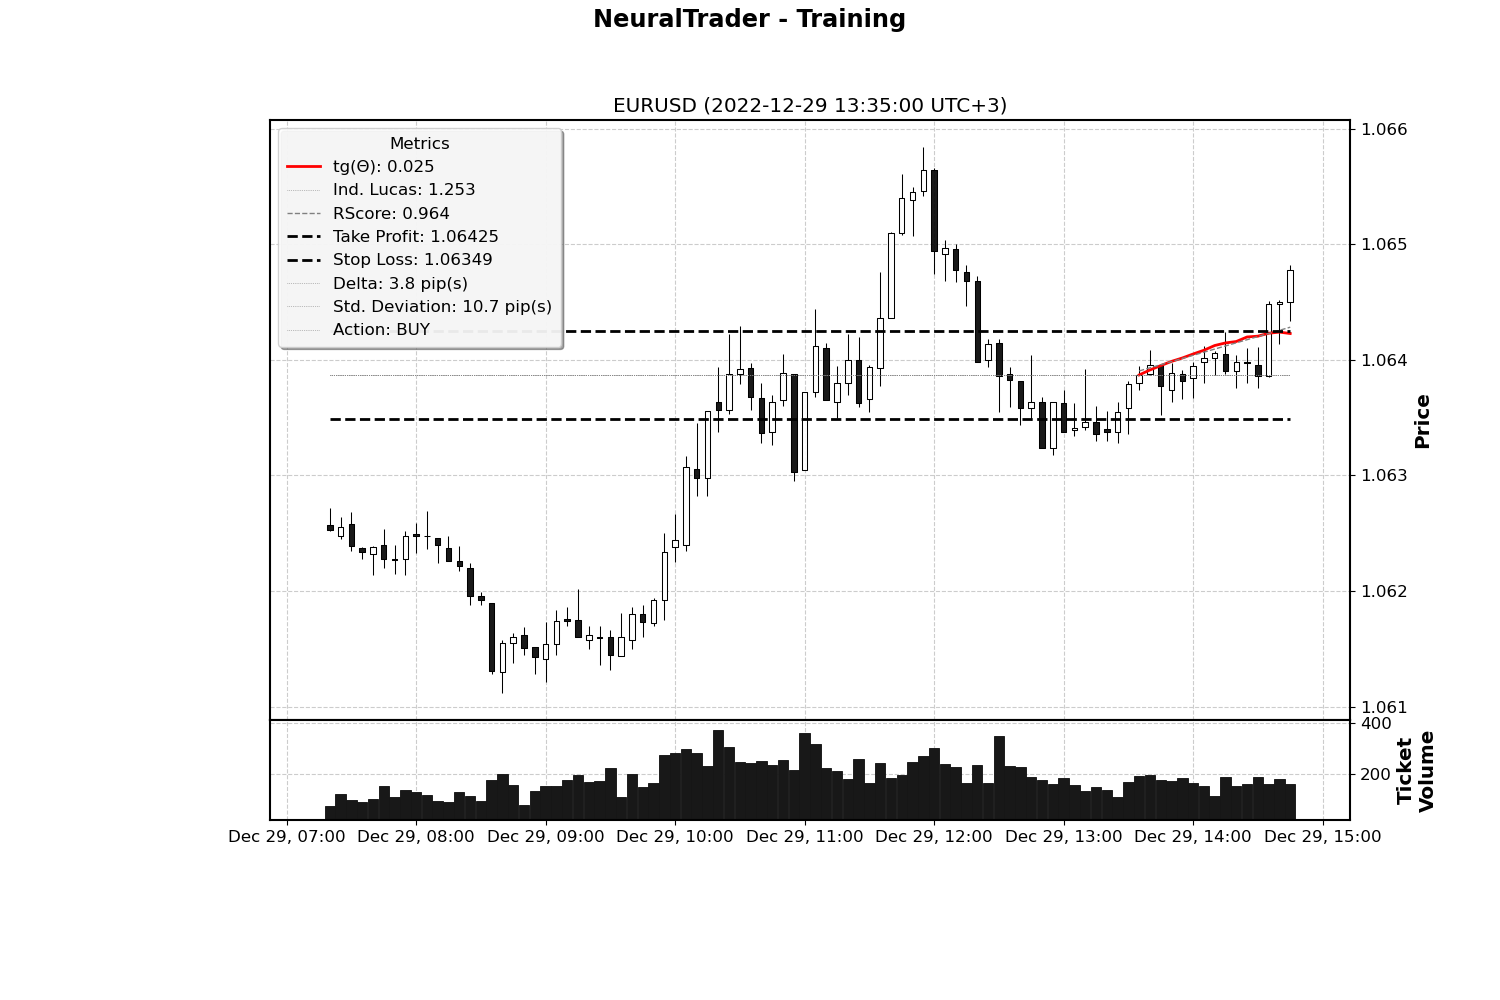 NeuralTrader - Training
EURUSD (2022-12-29 13:35:00 UTC+3)
Metrics
tg(Θ): 0.025
Ind. Lucas: 1.253
RScore: 0.964
Take Profit: 1.06425
Stop Loss: 1.06349
Delta: 3.8 pip(s)
Std. Deviation: 10.7 pip(s)
Action: BUY
1.066
1.065
1.064
1.063
1.062
1.061
Price
400
200
Ticket
Volume
Dec 29, 07:00
Dec 29, 08:00
Dec 29, 09:00
Dec 29, 10:00
Dec 29, 11:00
Dec 29, 12:00
Dec 29, 13:00
Dec 29, 14:00
Dec 29, 15:00